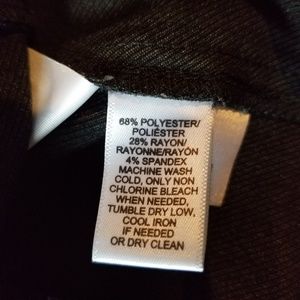 68% POLYESTER/
POLIÉSTER
28% RAYON/
RAYONNE/RAYÓN
4% SPANDEX
MACHINE WASH
COLD, ONLY NON
CHLORINE BLEACH
WHEN NEEDED,
TUMBLE DRY LOW,
COOL IRON
IF NEEDED
OR DRY CLEAN